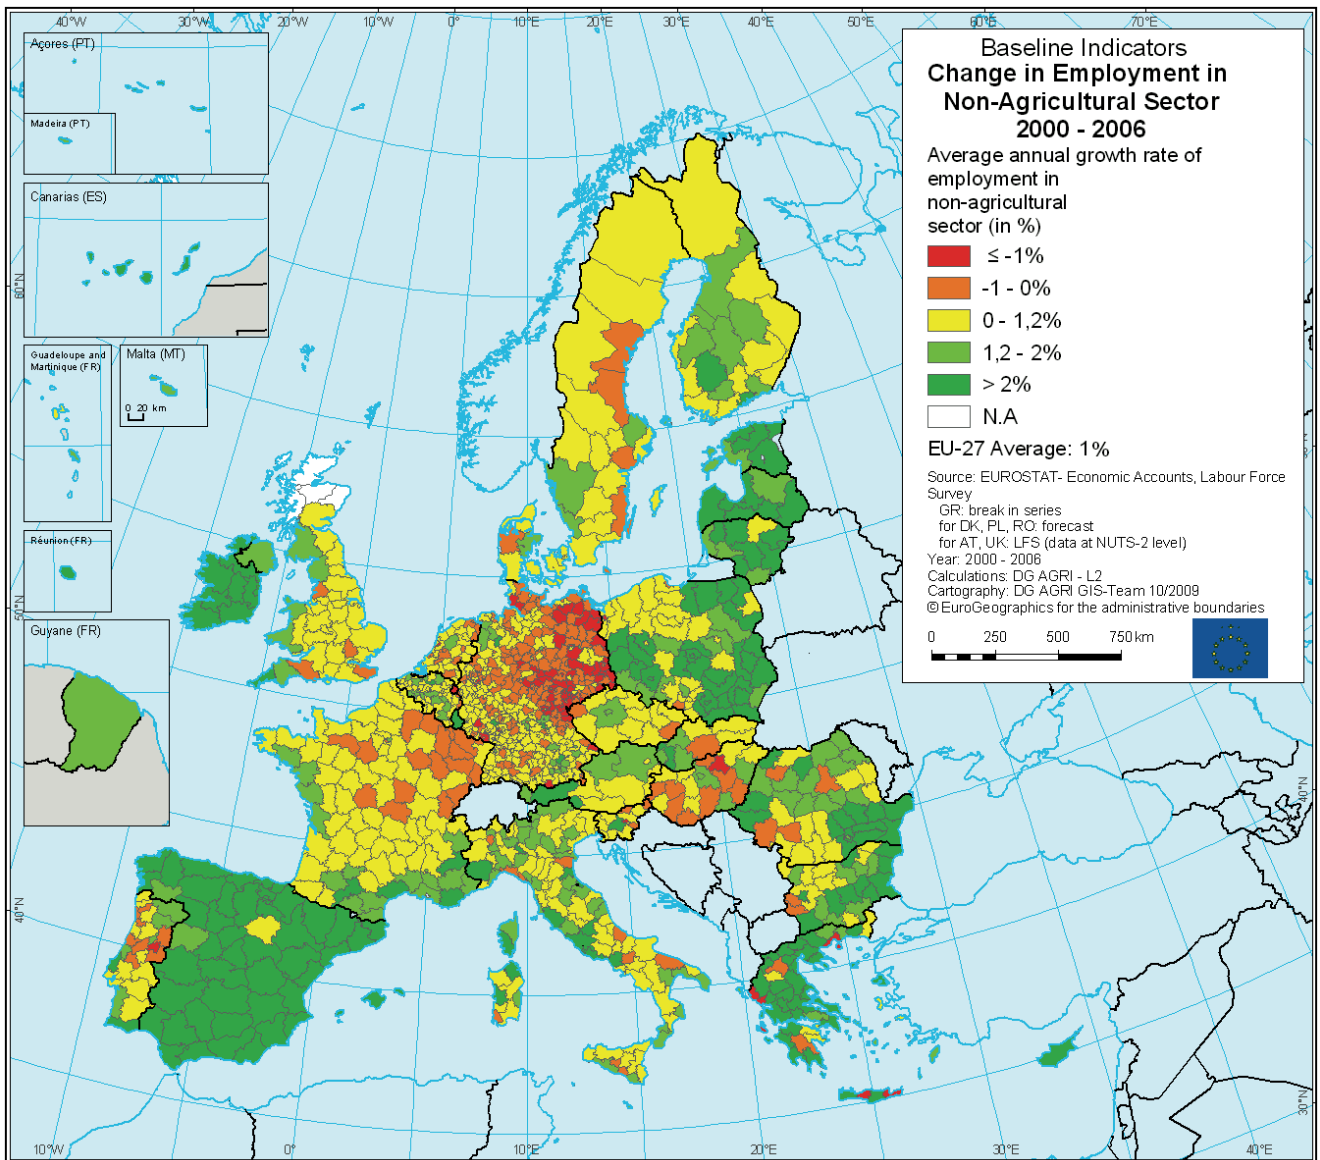 40°W
30°W
20°W
10°W
0°
10°E
20°E
30°E
40°E
50°E
60°E
70°E
Açores (PT)
Madeira (PT)
Canarias (ES)
Guadeloupe and
Martinique (FR)
Malta (MT)
0 20 km
Réunion (FR)
Guyane (FR)
Baseline Indicators
Change in Employment in
Non-Agricultural Sector
2000 - 2006
Average annual growth rate of
employment in
non-agricultural
sector (in %)
≤ -1%
-1 - 0%
0 - 1,2%
1,2 - 2%
> 2%
N.A
EU-27 Average: 1%
Source: EUROSTAT- Economic Accounts, Labour Force
Survey
GR: break in series
for DK, PL, RO: forecast
for AT, UK: LFS (data at NUTS-2 level)
Year: 2000 - 2006
Calculations: DG AGRI - L2
Cartography: DG AGRI GIS-Team 10/2009
© EuroGeographics for the administrative boundaries
0 250 500 750 km
60°N
50°N
40°N
40°N
30°N
10°W
0°
10°E
20°E
30°E
40°E